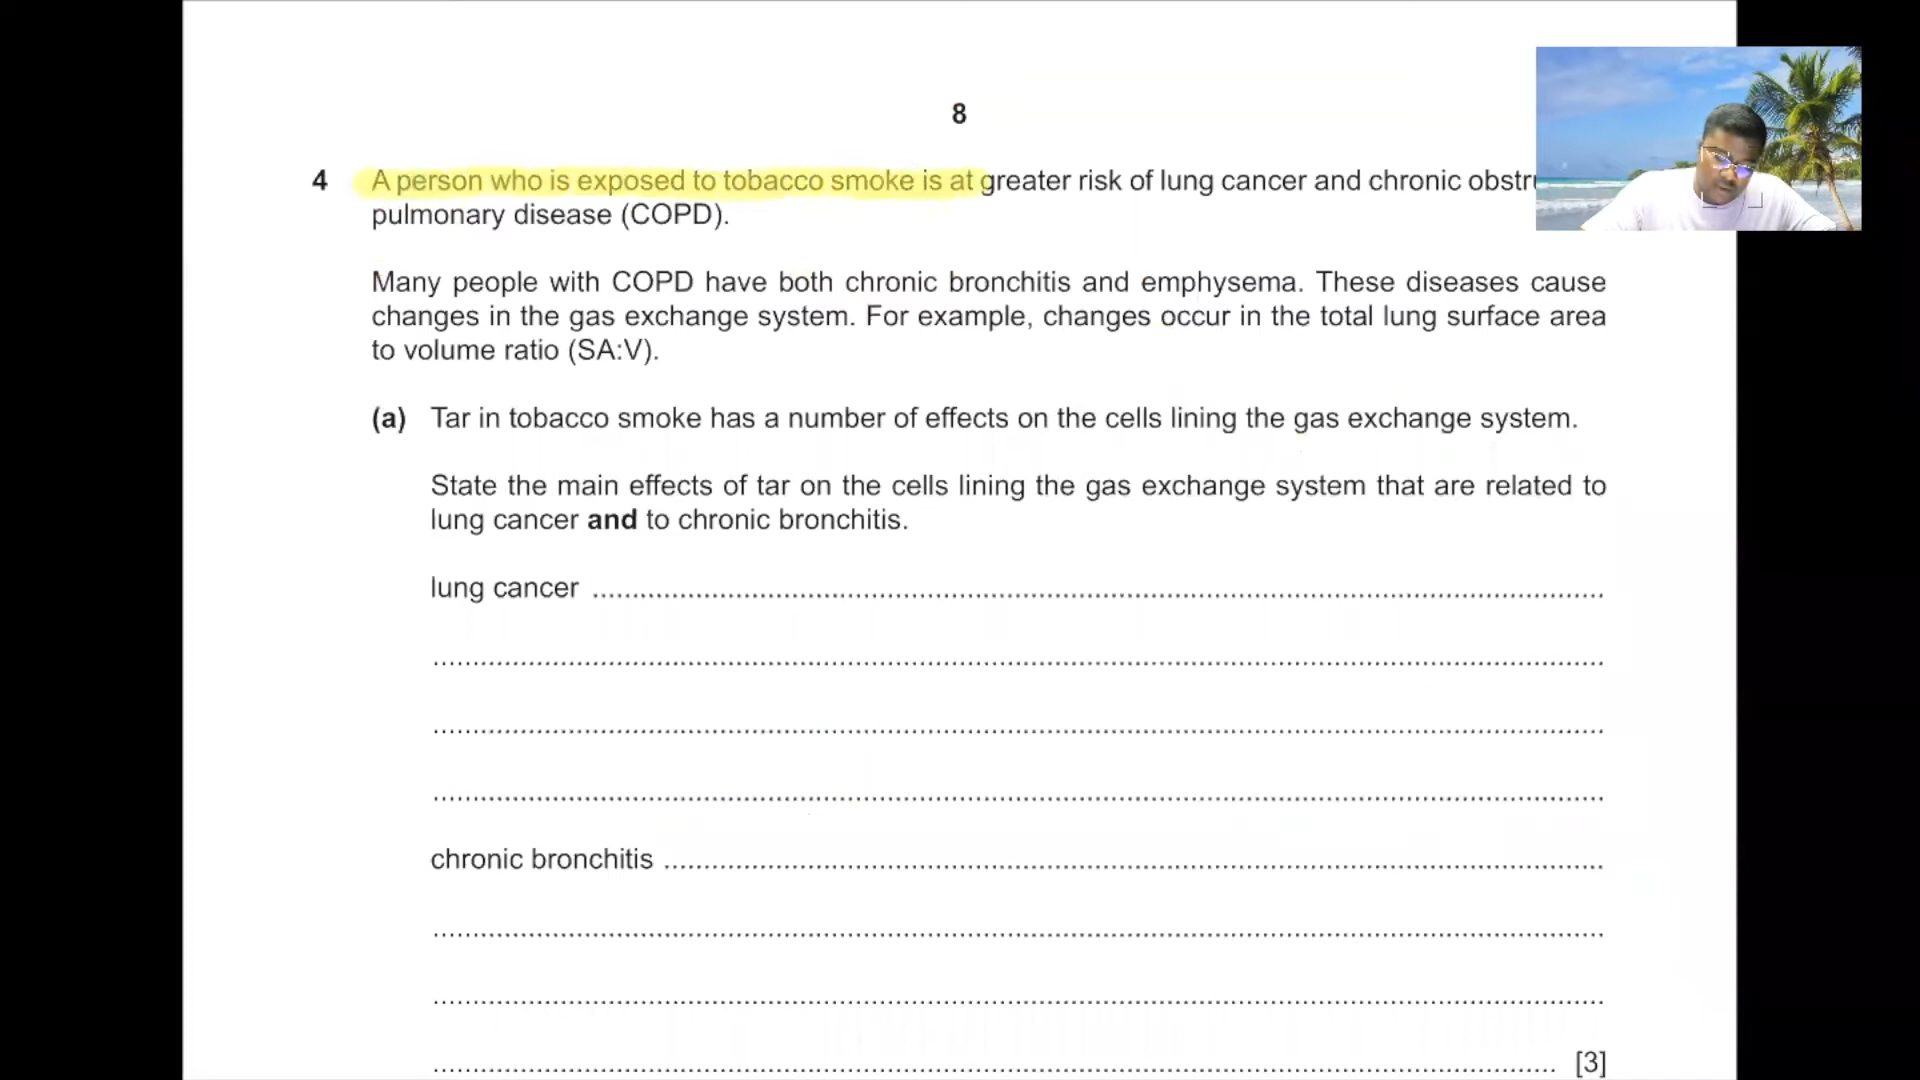 8
4 A person who is exposed to tobacco smoke is at greater risk of lung cancer and chronic
pulmonary disease (COPD).
Many people with COPD have both chronic bronchitis and emphysema. These diseases cause
changes in the gas exchange system. For example, changes occur in the total lung surface area
to volume ratio (SA:V).
(a) Tar in tobacco smoke has a number of effects on the cells lining the gas exchange system.
State the main effects of tar on the cells lining the gas exchange system that are related to
lung cancer and to chronic bronchitis.
lung cancer
chronic bronchitis
[3]